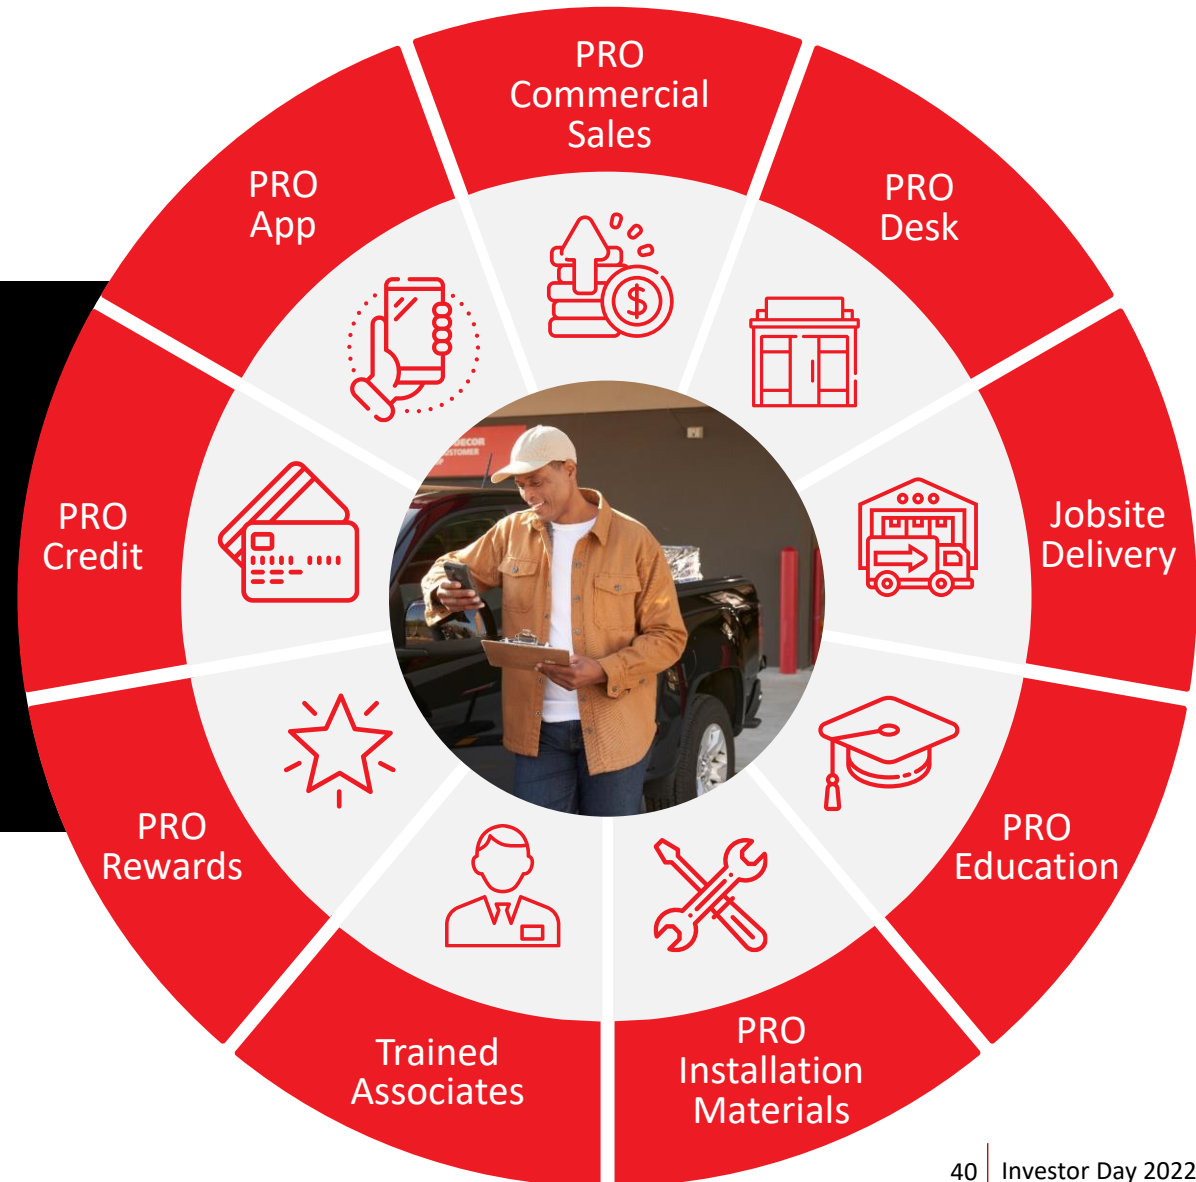 PRO
Commercial
Sales
PRO
Desk
Jobsite
Delivery
PRO
Education
PRO
Installation
Materials
Trained
Associates
PRO
Rewards
PRO
Credit
PRO
App
$
DECOR
40
Investor Day 2022